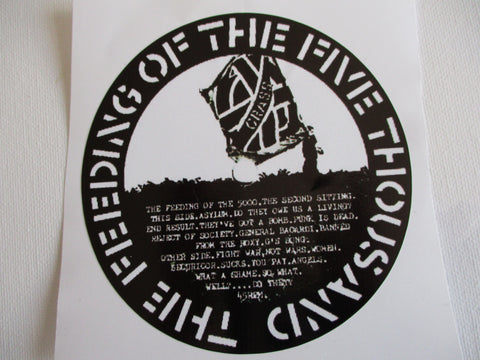 THE FEEDING OF THE FIVE THOUSAND
CRASS
THE FEEDING OF THE 5000.THE SECOND SITTING.
THIS SIDE.ASYLUM.DO THEY OWE US A LIVING?
END RESULT.THEY'VE GOT A BOMB.PUNK IS DEAD.
REJECT OF SOCIETY.GENERAL BACARDI.BANNED
FROM THE ROXY.G'S SONG.
OTHER SIDE.FIGHT WAR,NOT WARS.WOMEN.
SECURICOR.SUCKS.YOU PAY.ANGELS.
WHAT A SHAME.SO WHAT.
WELL?....DO THEY?
45RPM.